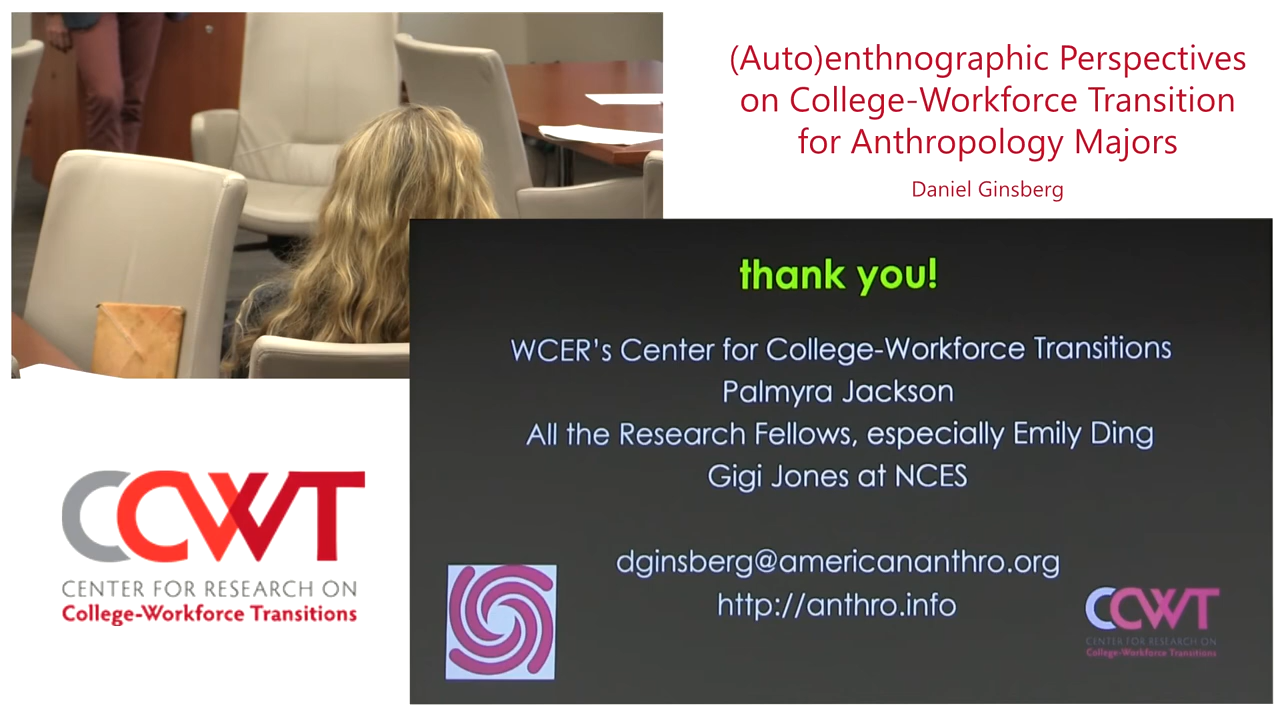 (Auto)enthnographic Perspectives
on College-Workforce Transition
for Anthropology Majors
Daniel Ginsberg
thank you!
WCER's Center for College-Workforce Transitions
Palmyra Jackson
All the Research Fellows, especially Emily Ding
Gigi Jones at NCES
dginsberg@americananthro.org
http://anthro.info
CCWT
CENTER FOR RESEARCH ON
College-Workforce Transitions
CCWT
CENTER FOR RESEARCH ON
College-Workforce Transitions